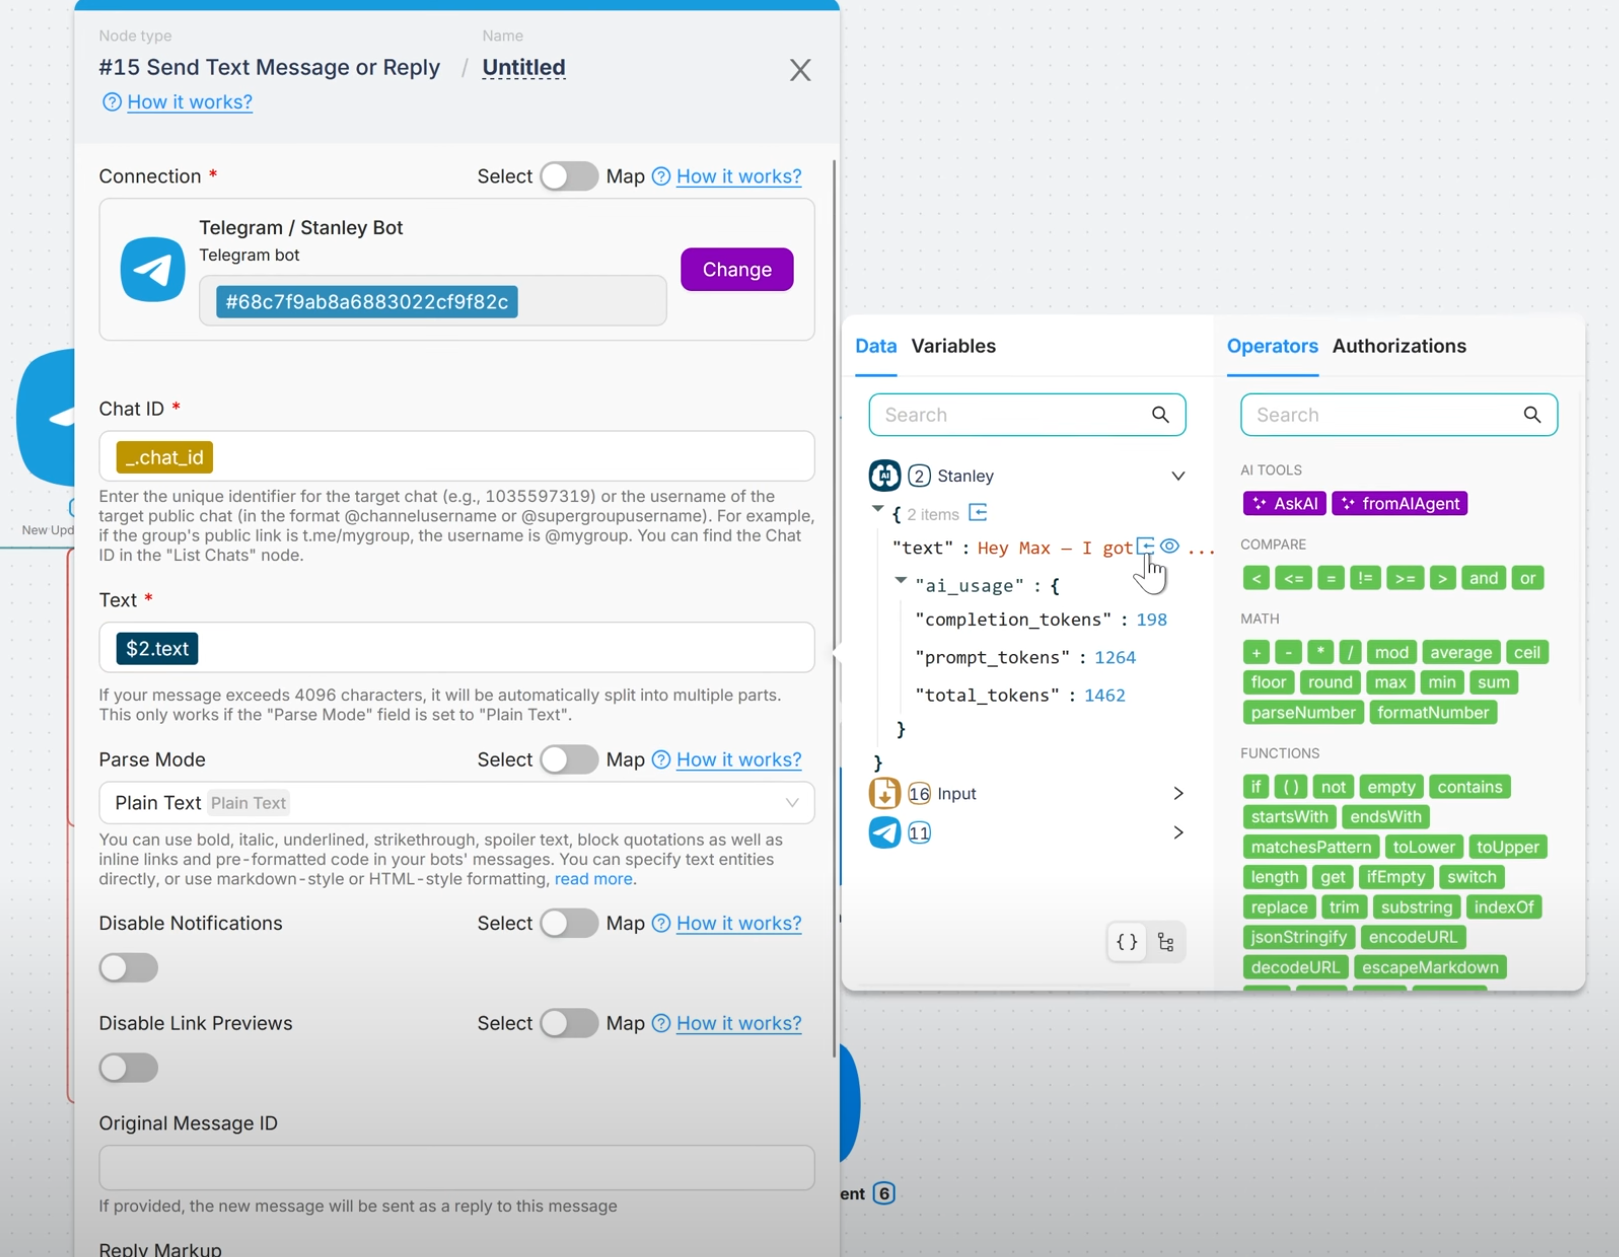 Node type
Name
#15 Send Text Message or Reply / Untitled
How it works?
Connection *
Select Map How it works?
Telegram / Stanley Bot
Telegram bot
#68c7f9ab8a6883022cf9f82c
Change
Chat ID *
_.chat_id
Enter the unique identifier for the target chat (e.g., 1035597319) or the username of the
target public chat (in the format @channelusername or @supergroupusername). For example,
if the group's public link is t.me/mygroup, the username is @mygroup. You can find the Chat
ID in the "List Chats" node.
Text *
$2.text
If your message exceeds 4096 characters, it will be automatically split into multiple parts.
This only works if the "Parse Mode" field is set to "Plain Text".
Parse Mode
Select Map How it works?
Plain Text Plain Text
You can use bold, italic, underlined, strikethrough, spoiler text, block quotations as well as
inline links and pre-formatted code in your bots' messages. You can specify text entities
directly, or use markdown-style or HTML-style formatting, read more.
Disable Notifications
Select Map How it works?
Disable Link Previews
Select Map How it works?
Original Message ID
If provided, the new message will be sent as a reply to this message
Reply Markup
New Upd
Data Variables
Search
AI 2 Stanley
{ 2 items
"text" : Hey Max – I got ...
"ai_usage" : {
"completion_tokens" : 198
"prompt_tokens" : 1264
"total_tokens" : 1462
}
}
16 Input
11
{ }
Operators Authorizations
Search
AI TOOLS
AskAI fromAIAgent
COMPARE
< <= = != >= > and or
MATH
+ - * / mod average ceil
floor round max min sum
parseNumber formatNumber
FUNCTIONS
if ( ) not empty contains
startsWith endsWith
matchesPattern toLower toUpper
length get ifEmpty switch
replace trim substring indexOf
jsonStringify encodeURL
decodeURL escapeMarkdown
ent 6